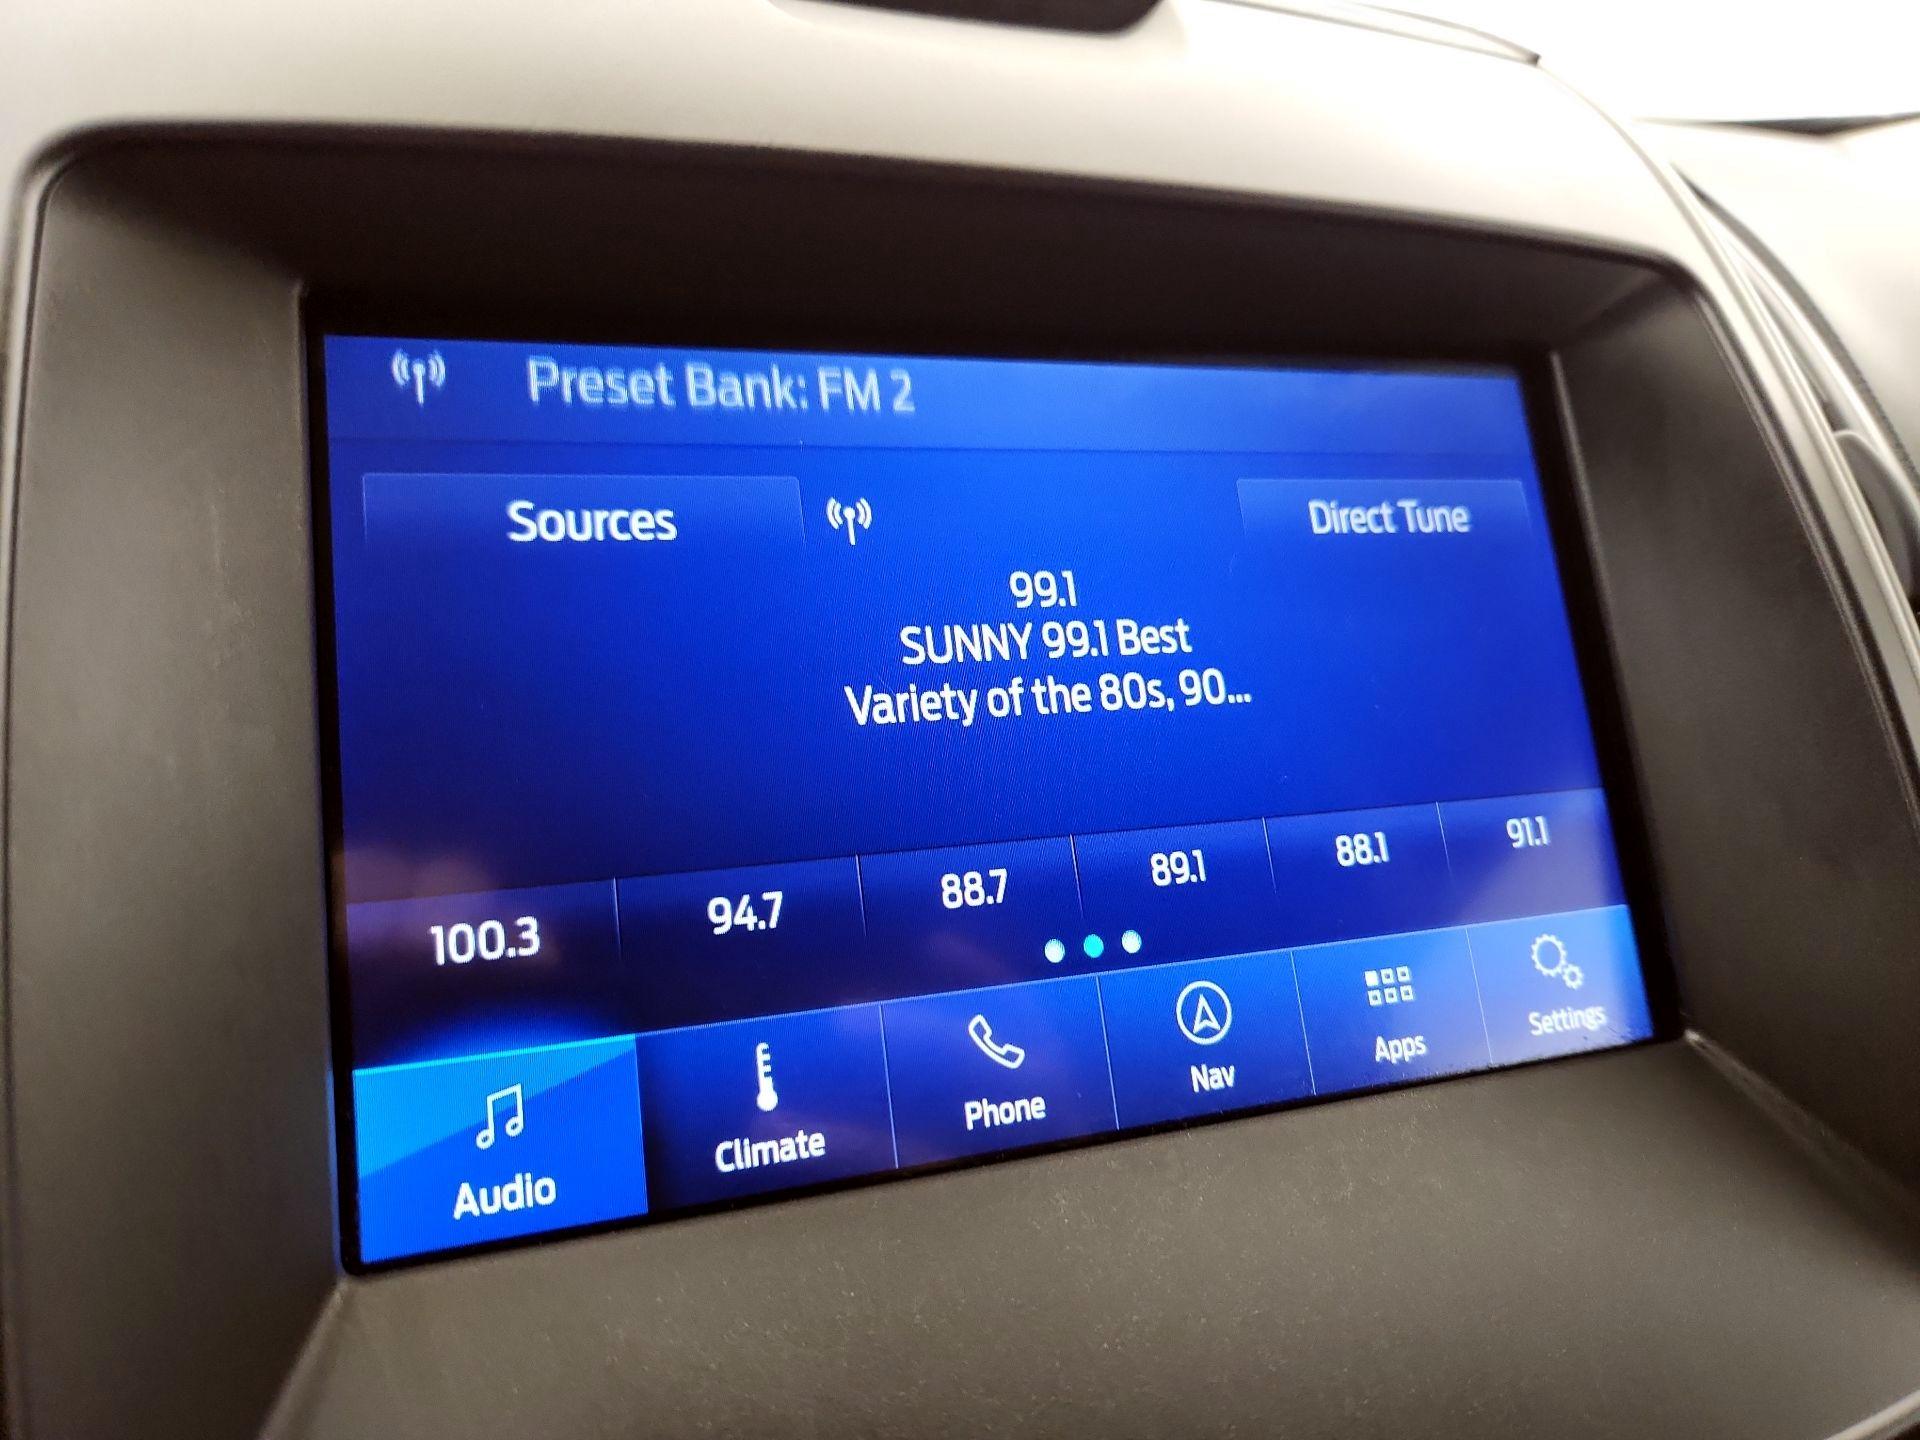 Preset Bank: FM 2
Sources
Direct Tune
99.1
SUNNY 99.1 Best
Variety of the 80s, 90...
100.3
94.7
88.7
89.1
88.1
91.1
Audio
Climate
Phone
Nav
Apps
Settings